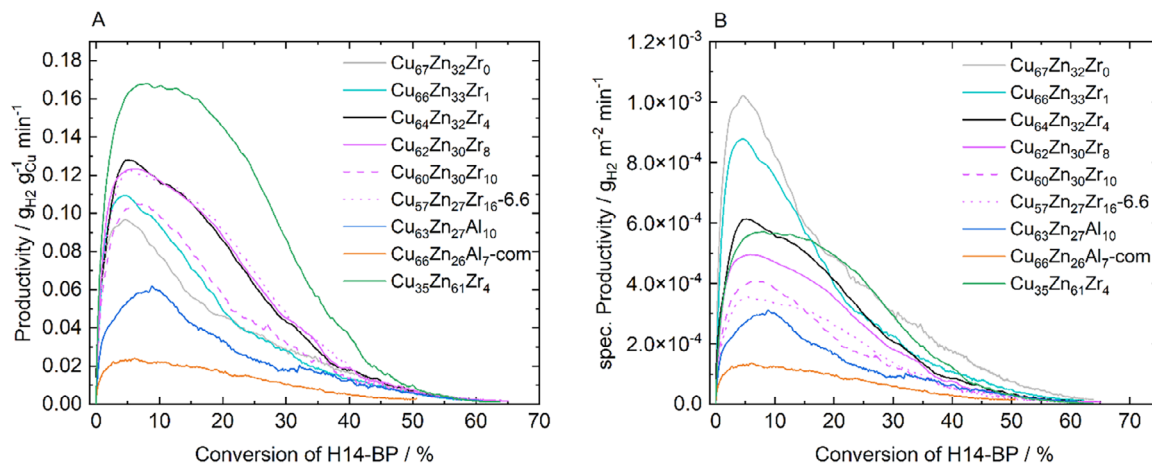 A
Productivity / g_H2 g_Cu^-1 min^-1
0.00
0.02
0.04
0.06
0.08
0.10
0.12
0.14
0.16
0.18
0 10 20 30 40 50 60 70
Conversion of H14-BP / %
Cu67Zn32Zr0
Cu66Zn33Zr1
Cu64Zn32Zr4
Cu62Zn30Zr8
Cu60Zn30Zr10
Cu57Zn27Zr16-6.6
Cu63Zn27Al10
Cu66Zn26Al7-com
Cu35Zn61Zr4
B
spec. Productivity / g_H2 m^-2 min^-1
0.0
2.0×10^-4
4.0×10^-4
6.0×10^-4
8.0×10^-4
1.0×10^-3
1.2×10^-3
0 10 20 30 40 50 60 70
Conversion of H14-BP / %
Cu67Zn32Zr0
Cu66Zn33Zr1
Cu64Zn32Zr4
Cu62Zn30Zr8
Cu60Zn30Zr10
Cu57Zn27Zr16-6.6
Cu63Zn27Al10
Cu66Zn26Al7-com
Cu35Zn61Zr4